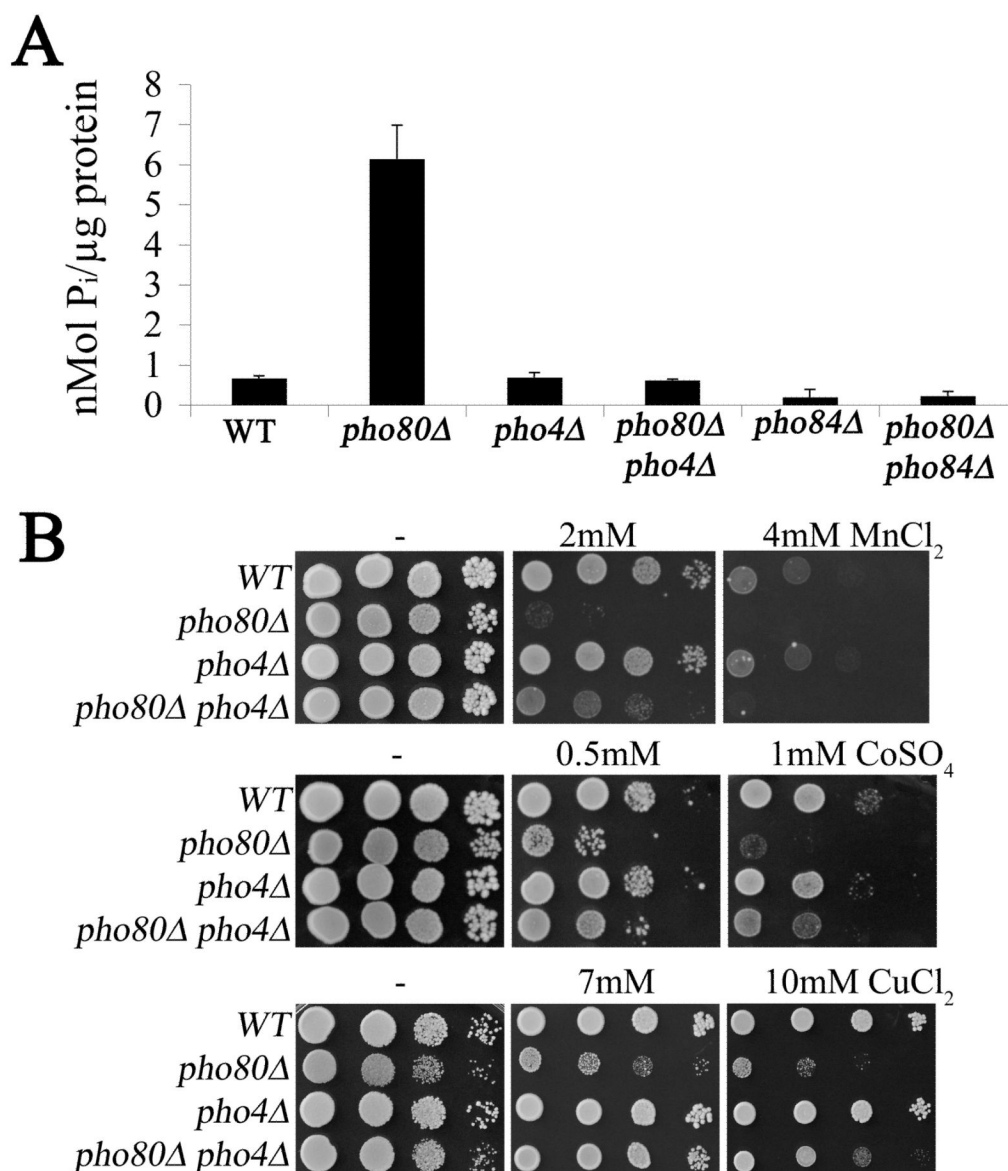 A
nMol Pi/µg protein
8
7
6
5
4
3
2
1
0
WT
pho80Δ
pho4Δ
pho80Δ
pho4Δ
pho84Δ
pho80Δ
pho84Δ
B
- 2mM 4mM MnCl2
WT
pho80Δ
pho4Δ
pho80Δ pho4Δ
- 0.5mM 1mM CoSO4
WT
pho80Δ
pho4Δ
pho80Δ pho4Δ
- 7mM 10mM CuCl2
WT
pho80Δ
pho4Δ
pho80Δ pho4Δ